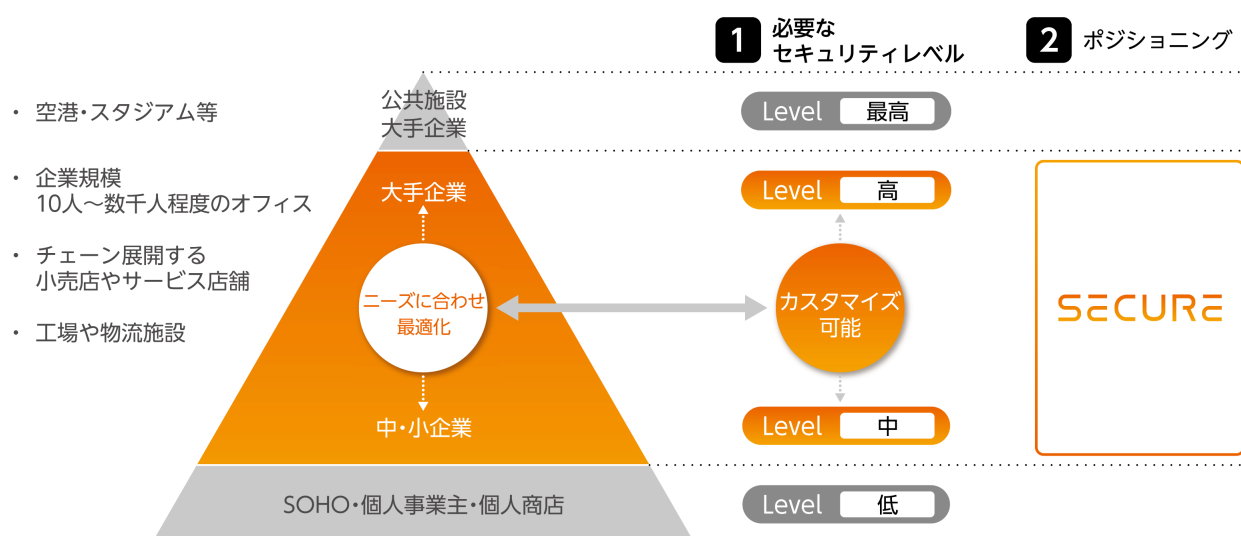 1 必要な
セキュリティレベル
2 ポジショニング
・ 空港・スタジアム等
公共施設
大手企業
Level 最高
・ 企業規模
10人～数千人程度のオフィス
大手企業
Level 高
・ チェーン展開する
小売店やサービス店舗
ニーズに合わせ
最適化
カスタマイズ
可能
SECURE
・ 工場や物流施設
中・小企業
Level 中
SOHO・個人事業主・個人商店
Level 低